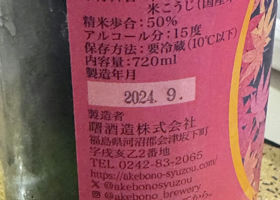 米こうじ(国産
精米歩合：50%
アルコール分：15度
保存方法：要冷蔵(10℃以下)
内容量：720ml
製造年月
2024.9.
製造者
曙酒造株式会社
福島県河沼郡会津坂下町
字戌亥乙2番地
TEL. 0242-83-2065
https://akebono-syuzou.com/
@akebonosyuzou
@akebono_brewery